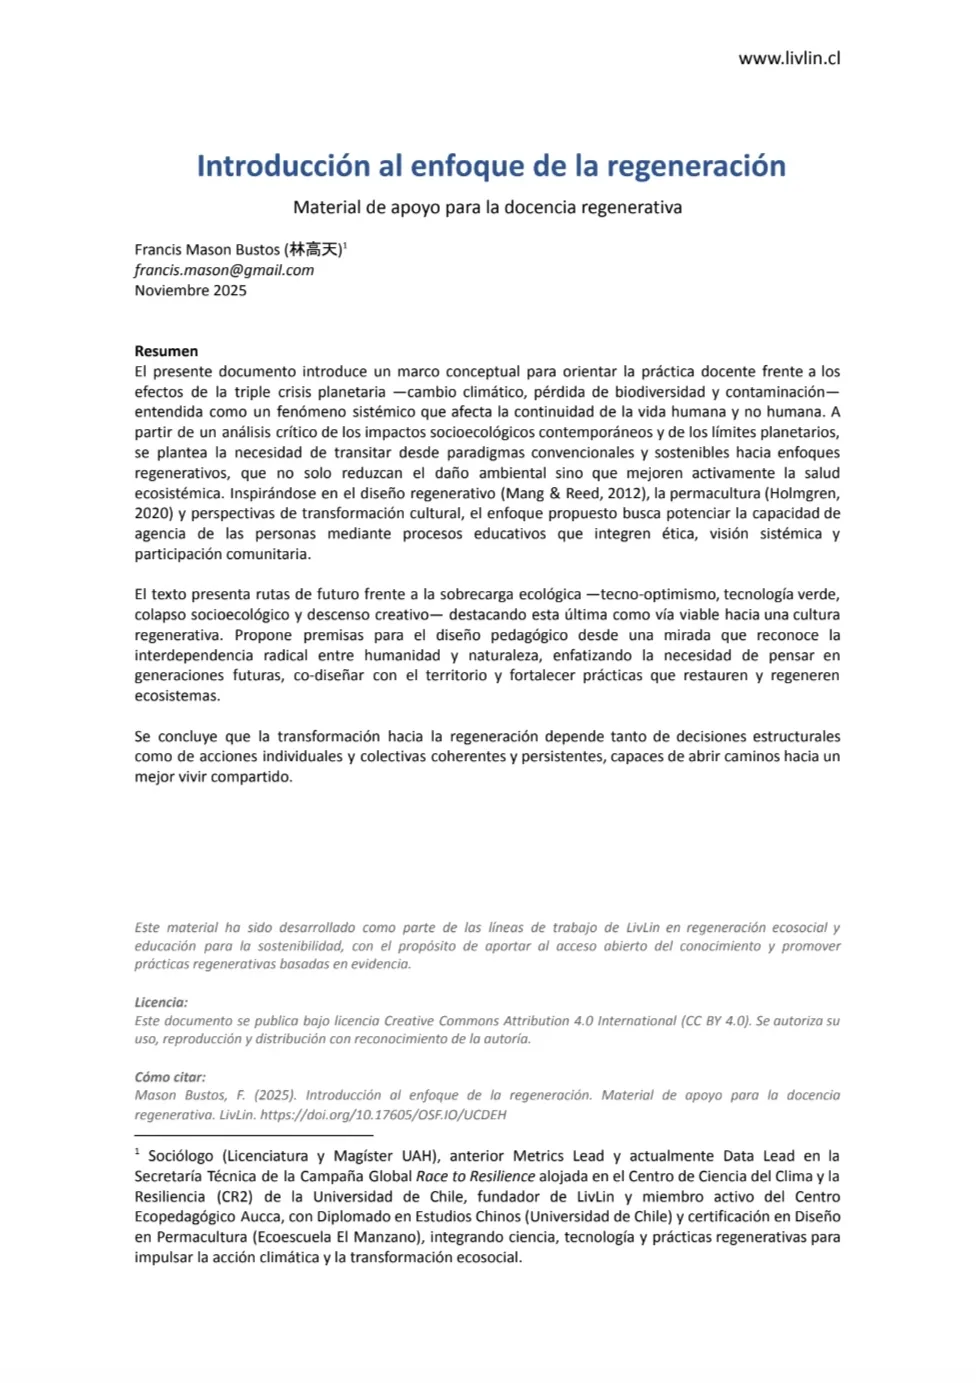 www.livlin.cl
Introducción al enfoque de la regeneración
Material de apoyo para la docencia regenerativa
Francis Mason Bustos (林高天)¹
francis.mason@gmail.com
Noviembre 2025
Resumen
El presente documento introduce un marco conceptual para orientar la práctica docente frente a los
efectos de la triple crisis planetaria —cambio climático, pérdida de biodiversidad y contaminación—
entendida como un fenómeno sistémico que afecta la continuidad de la vida humana y no humana. A
partir de un análisis crítico de los impactos socioecológicos contemporáneos y de los límites planetarios,
se plantea la necesidad de transitar desde paradigmas convencionales y sostenibles hacia enfoques
regenerativos, que no solo reduzcan el daño ambiental sino que mejoren activamente la salud
ecosistémica. Inspirándose en el diseño regenerativo (Mang & Reed, 2012), la permacultura (Holmgren,
2020) y perspectivas de transformación cultural, el enfoque propuesto busca potenciar la capacidad de
agencia de las personas mediante procesos educativos que integren ética, visión sistémica y
participación comunitaria.
El texto presenta rutas de futuro frente a la sobrecarga ecológica —tecno-optimismo, tecnología verde,
colapso socioecológico y descenso creativo— destacando esta última como vía viable hacia una cultura
regenerativa. Propone premisas para el diseño pedagógico desde una mirada que reconoce la
interdependencia radical entre humanidad y naturaleza, enfatizando la necesidad de pensar en
generaciones futuras, co-diseñar con el territorio y fortalecer prácticas que restauren y regeneren
ecosistemas.
Se concluye que la transformación hacia la regeneración depende tanto de decisiones estructurales
como de acciones individuales y colectivas coherentes y persistentes, capaces de abrir caminos hacia un
mejor vivir compartido.
Este material ha sido desarrollado como parte de las líneas de trabajo de LivLin en regeneración ecosocial y
educación para la sostenibilidad, con el propósito de aportar al acceso abierto del conocimiento y promover
prácticas regenerativas basadas en evidencia.
Licencia:
Este documento se publica bajo licencia Creative Commons Attribution 4.0 International (CC BY 4.0). Se autoriza su
uso, reproducción y distribución con reconocimiento de la autoría.
Cómo citar:
Mason Bustos, F. (2025). Introducción al enfoque de la regeneración. Material de apoyo para la docencia
regenerativa. LivLin. https://doi.org/10.17605/OSF.IO/UCDEH
¹ Sociólogo (Licenciatura y Magíster UAH), anterior Metrics Lead y actualmente Data Lead en la
Secretaría Técnica de la Campaña Global Race to Resilience alojada en el Centro de Ciencia del Clima y la
Resiliencia (CR2) de la Universidad de Chile, fundador de LivLin y miembro activo del Centro
Ecopedagógico Aucca, con Diplomado en Estudios Chinos (Universidad de Chile) y certificación en Diseño
en Permacultura (Ecoescuela El Manzano), integrando ciencia, tecnología y prácticas regenerativas para
impulsar la acción climática y la transformación ecosocial.